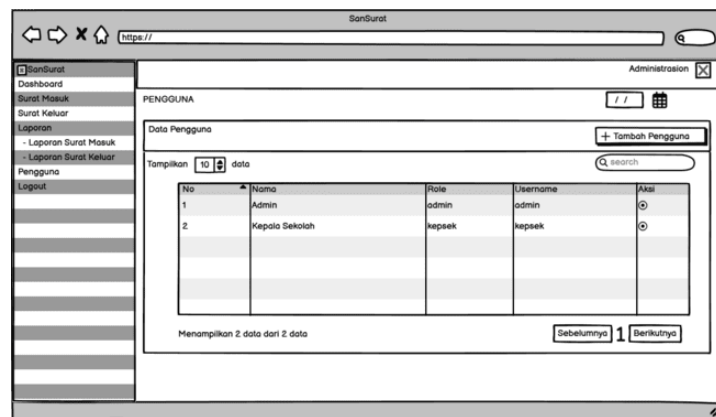 SanSurat
https://
SanSurat
Administrasion
Dashboard
Surat Masuk
Surat Keluar
Laporan
- Laporan Surat Masuk
- Laporan Surat Keluar
Pengguna
Logout
PENGGUNA
/ /
Data Pengguna
+ Tambah Pengguna
Tampilkan 10 data
search
No Nama Role Username Aksi
1 Admin admin admin
2 Kepala Sekolah kepsek kepsek
Menampilkan 2 data dari 2 data
Sebelumnya 1 Berikutnya